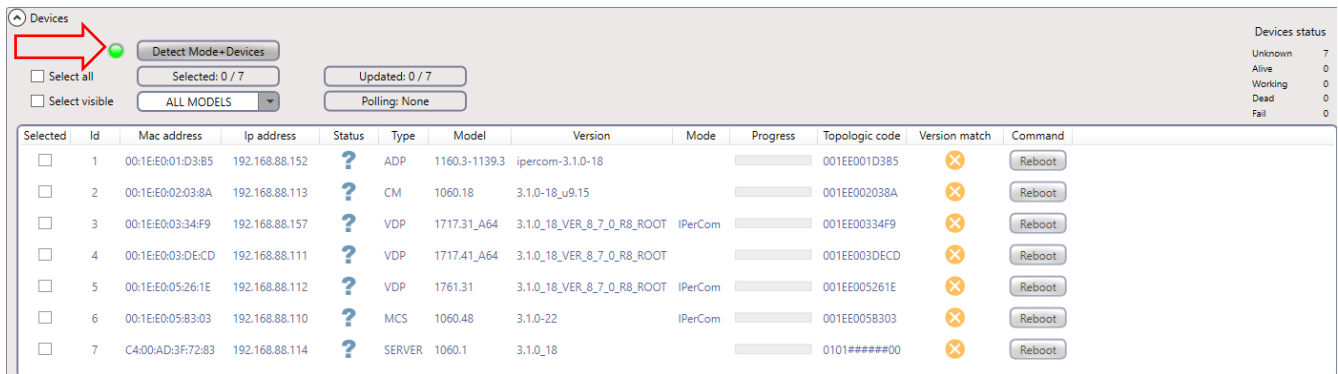 Devices
Devices status
Detect Mode+Devices
Unknown 7
Select all Selected: 0 / 7 Updated: 0 / 7 Alive 0
Working 0
Select visible ALL MODELS Polling: None Dead 0
Fail 0
Selected Id Mac address Ip address Status Type Model Version Mode Progress Topologic code Version match Command
1 00:1E:E0:01:D3:B5 192.168.88.152 ? ADP 1160.3-1139.3 ipercom-3.1.0-18 001EE001D3B5 Reboot
2 00:1E:E0:02:03:8A 192.168.88.113 ? CM 1060.18 3.1.0-18_u9.15 001EE002038A Reboot
3 00:1E:E0:03:34:F9 192.168.88.157 ? VDP 1717.31_A64 3.1.0_18_VER_8_7_0_R8_ROOT IPerCom 001EE00334F9 Reboot
4 00:1E:E0:03:DE:CD 192.168.88.111 ? VDP 1717.41_A64 3.1.0_18_VER_8_7_0_R8_ROOT 001EE003DECD Reboot
5 00:1E:E0:05:26:1E 192.168.88.112 ? VDP 1761.31 3.1.0_18_VER_8_7_0_R8_ROOT IPerCom 001EE005261E Reboot
6 00:1E:E0:05:B3:03 192.168.88.110 ? MCS 1060.48 3.1.0-22 IPerCom 001EE005B303 Reboot
7 C4:00:AD:3F:72:83 192.168.88.114 ? SERVER 1060.1 3.1.0_18 0101######00 Reboot